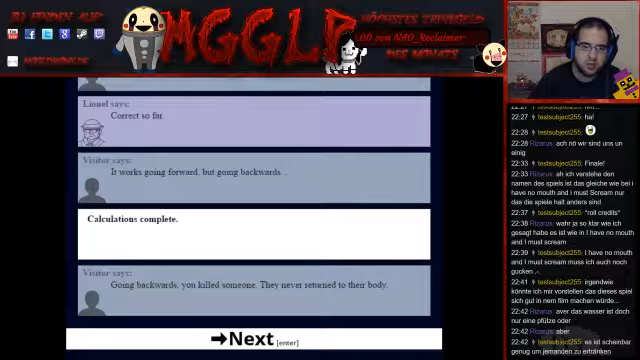 ZU FINDEN AUF
MGGLP
HÖCHSTES TRINKGELD
.00 von NAO_Reclaimer
DES MONATS
Lionel says:
Correct so far.
Visitor says:
It works going forward, but going backwards...
Calculations complete.
Visitor says:
Going backwards, you killed someone. They never returned to their body.
➡Next [enter]
22:27 testsubject255:
22:27 testsubject255: ha!
22:28 testsubject255:
22:28 Rizarus: ach nö wir sind uns un
einig
22:33 testsubject255: Finale!
22:33 Rizarus: ah ich verstehe den
namen des spiels ist das gleiche wie bei i
have no mouth and i must Scream nur
das die spiele halt anders sind
22:37 testsubject255: *roll credits*
22:38 Rizarus: wahr ja so klar wie ich
gesagt habe es ist wie in I have no mouth
and I must scream
22:39 testsubject255: I have no mouth
and I must scream muss ich auch noch
gucken .-.
22:41 testsubject255: irgendwie
könnte ich mir vorstellen das dieses spiel
sich gut in nem film machen würde...
22:42 Rizarus: aver das wasser ist doch
nur eine pfütze oder
22:42 Rizarus: aber
22:42 testsubject255: es ist scheinbar
genug um jemanden zu ertränken